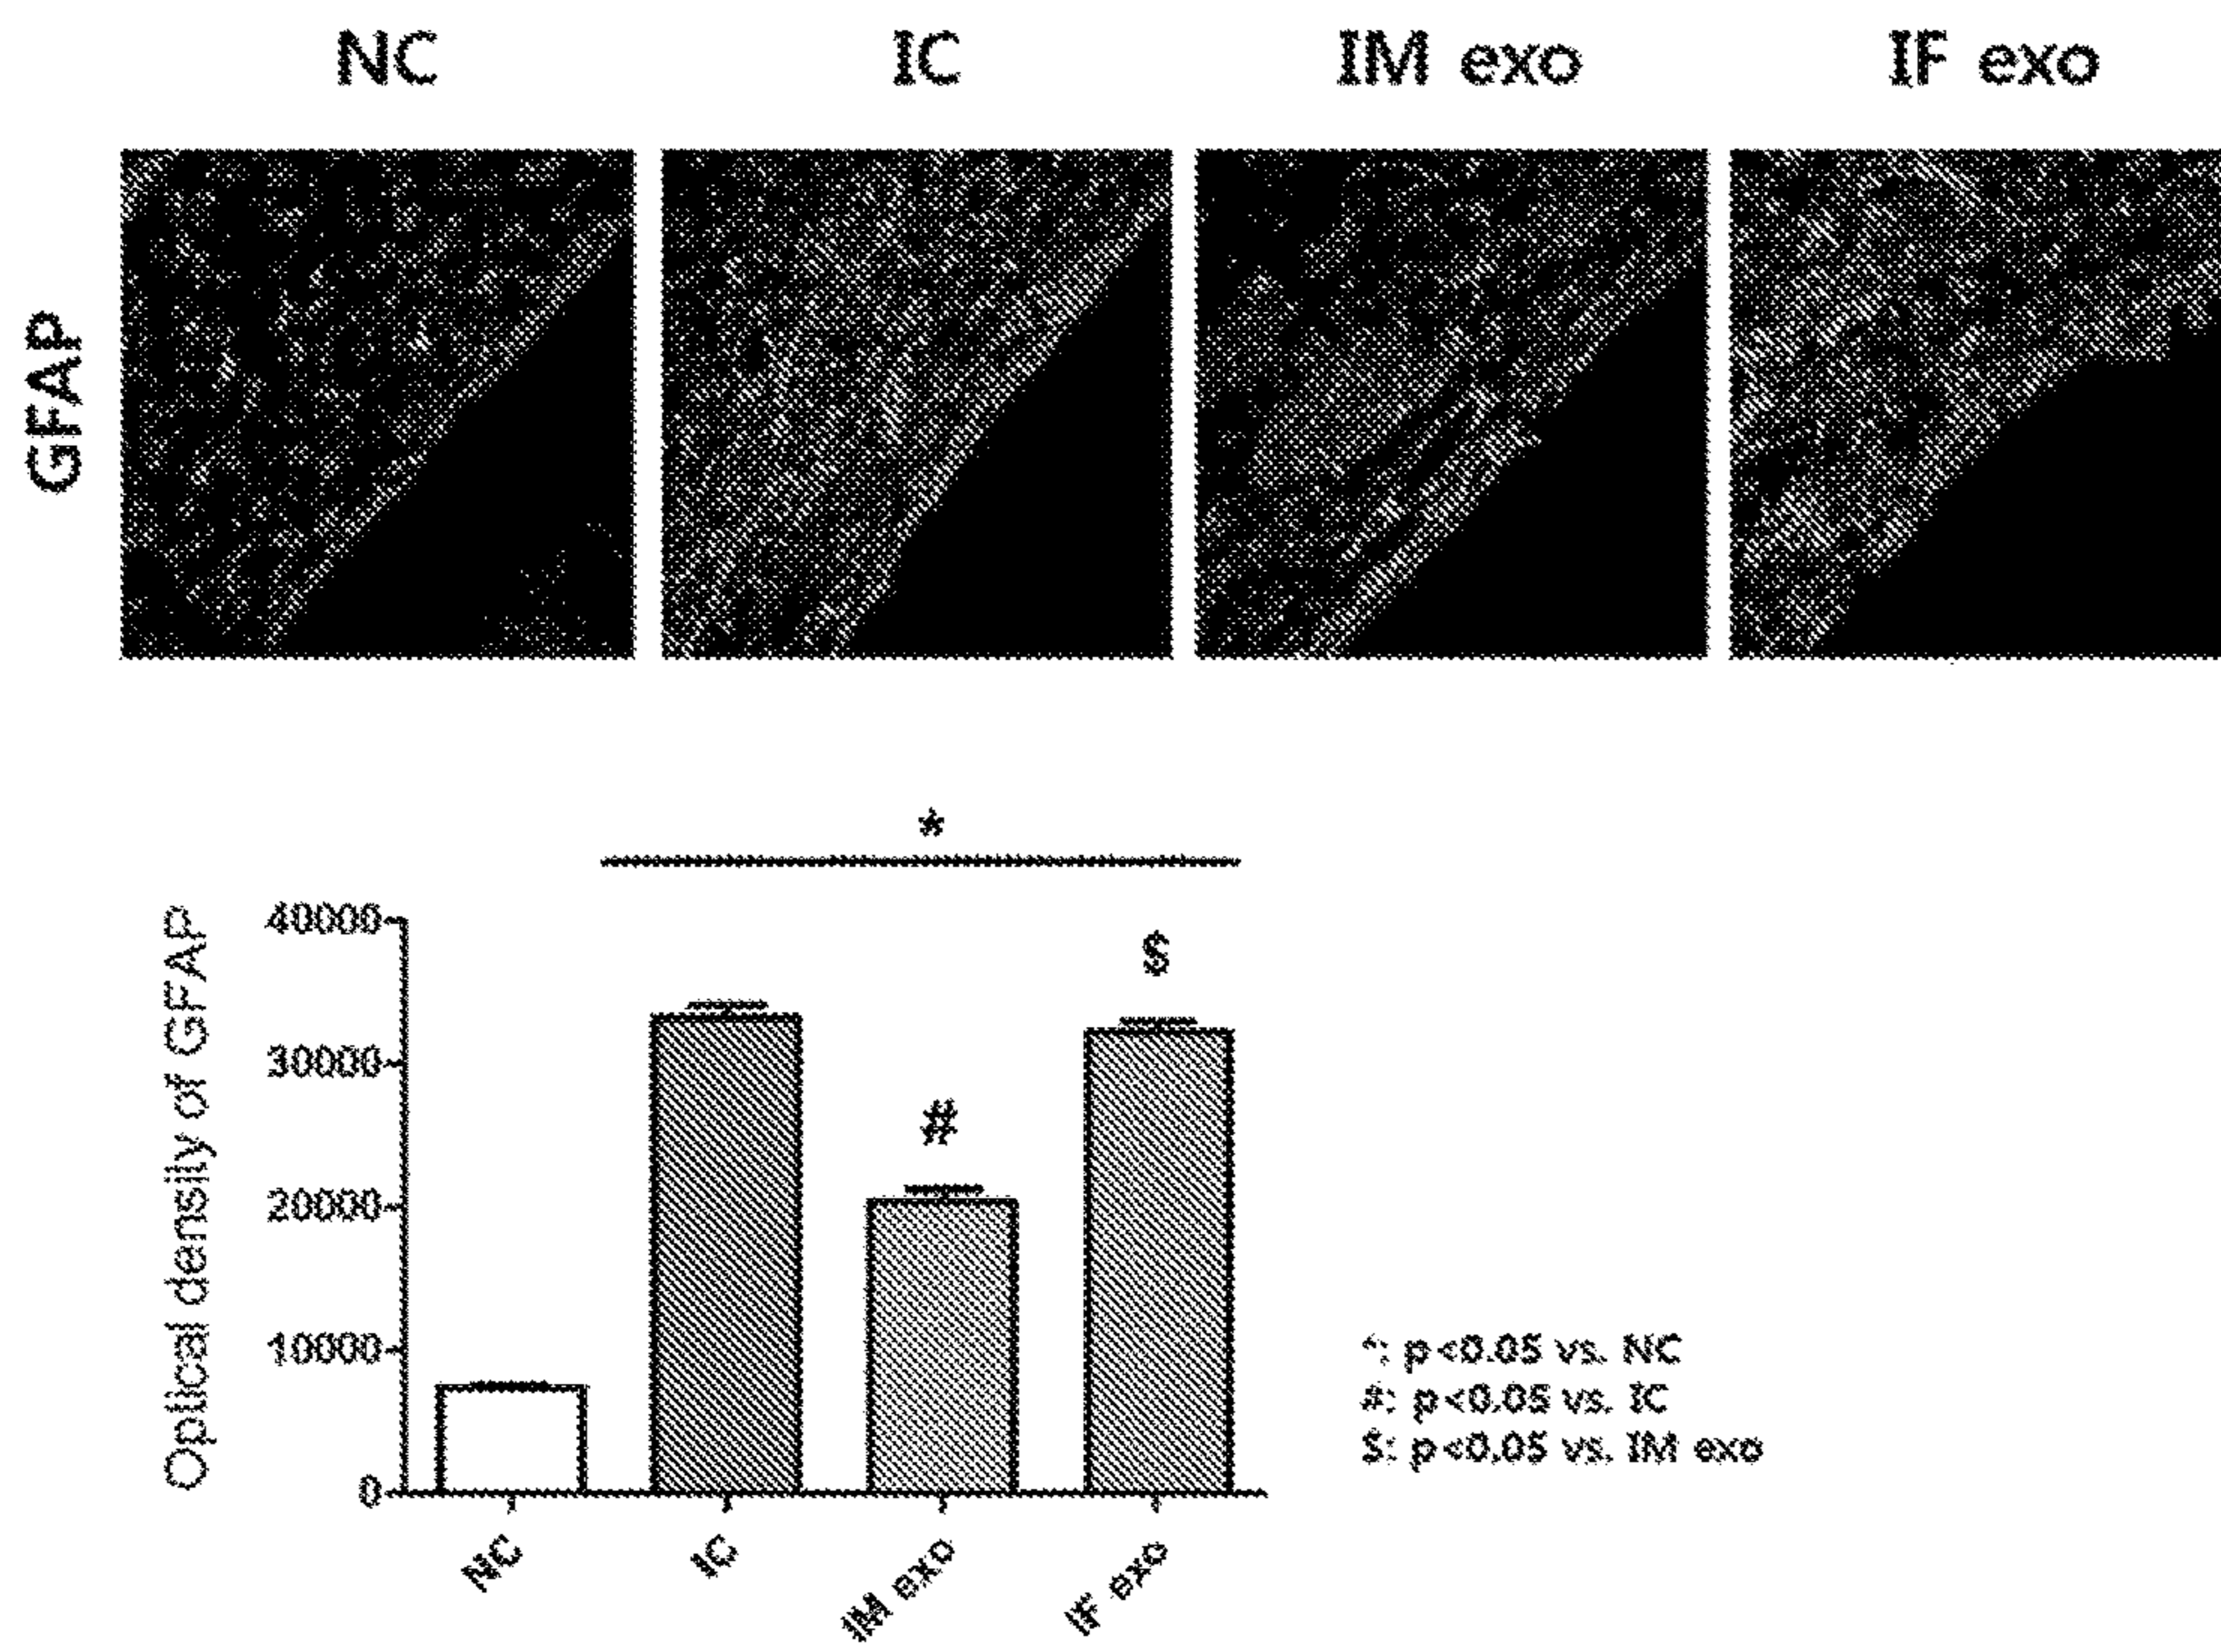 NC IC IM exo IF exo
GFAP
*
Optical density of GFAP
40000
30000
20000
10000
0
#
$
NC
IC
IM exo
IF exo
*: p<0.05 vs. NC
#: p<0.05 vs. IC
$: p<0.05 vs. IM exo